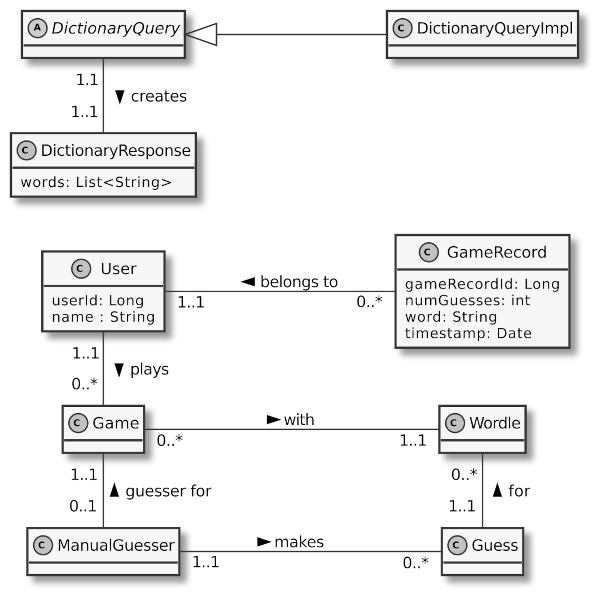 A DictionaryQuery
C DictionaryQueryImpl
1..1
creates
1..1
C DictionaryResponse
words: List<String>
C User
userId: Long
name : String
C GameRecord
gameRecordId: Long
numGuesses: int
word: String
timestamp: Date
belongs to
1..1
0..*
1..1
plays
0..*
C Game
with
0..*
1..1
C Wordle
1..1
guesser for
0..1
0..*
for
1..1
C ManualGuesser
makes
1..1
0..*
C Guess